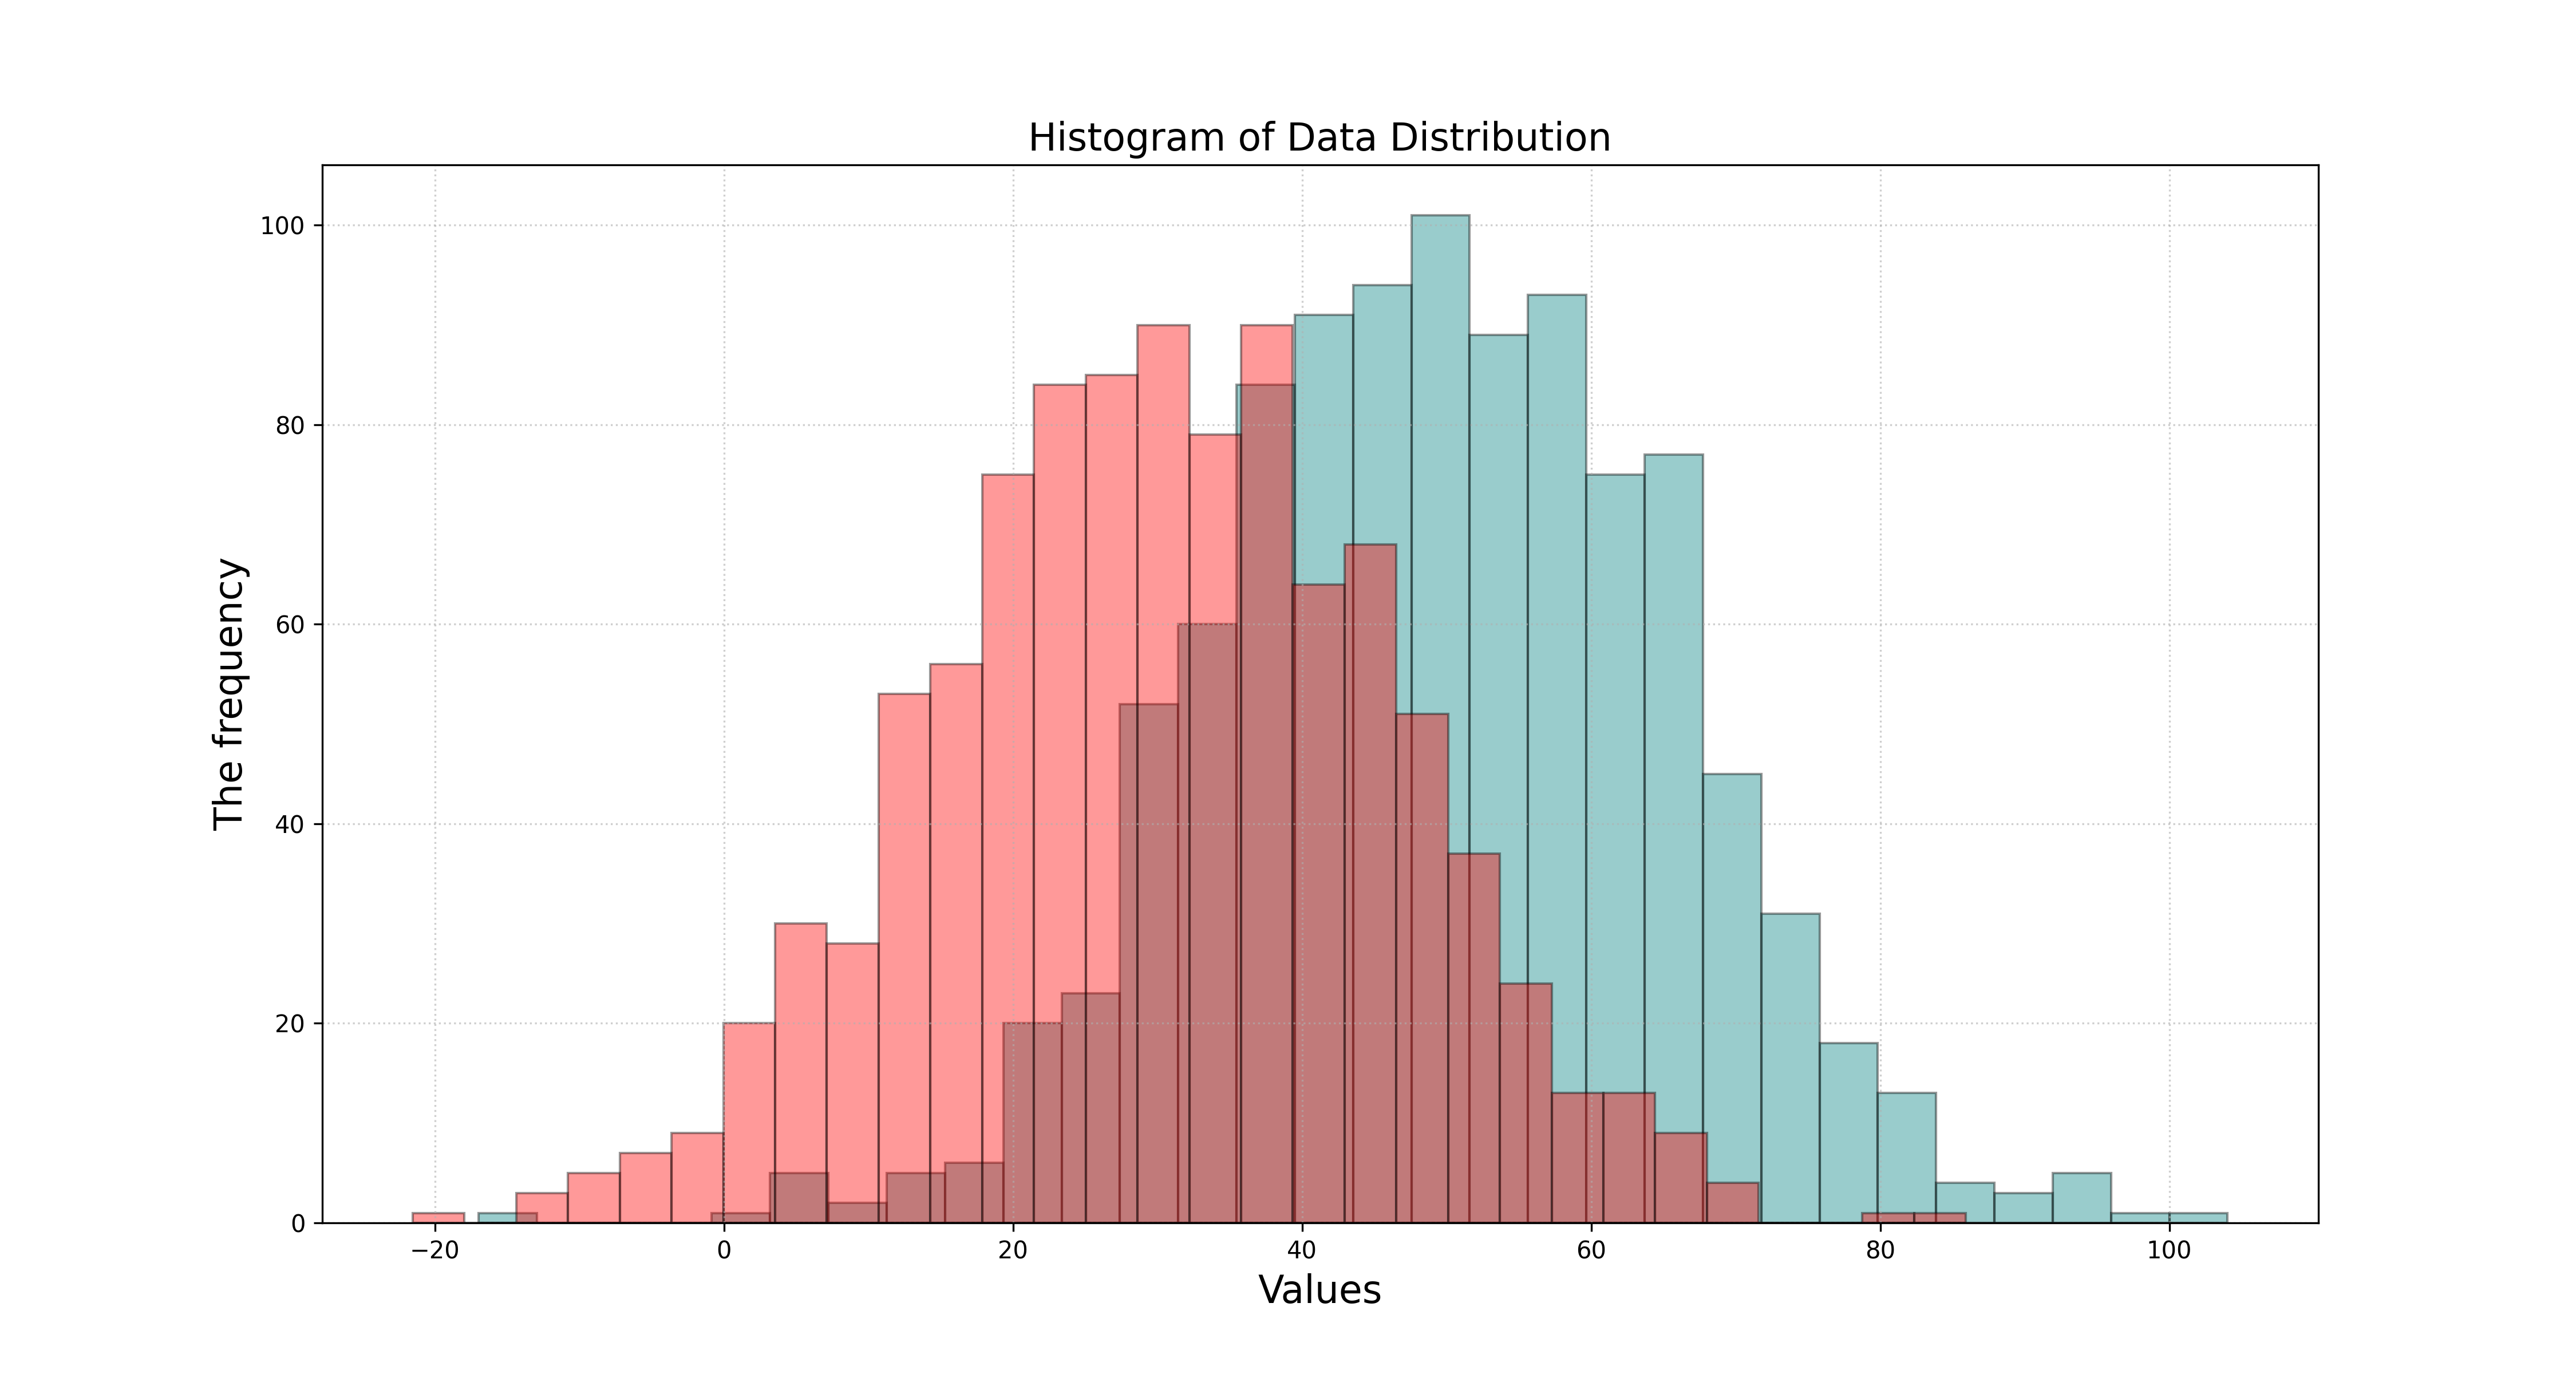 Histogram of Data Distribution
The frequency
100
80
60
40
20
0
−20 0 20 40 60 80 100
Values